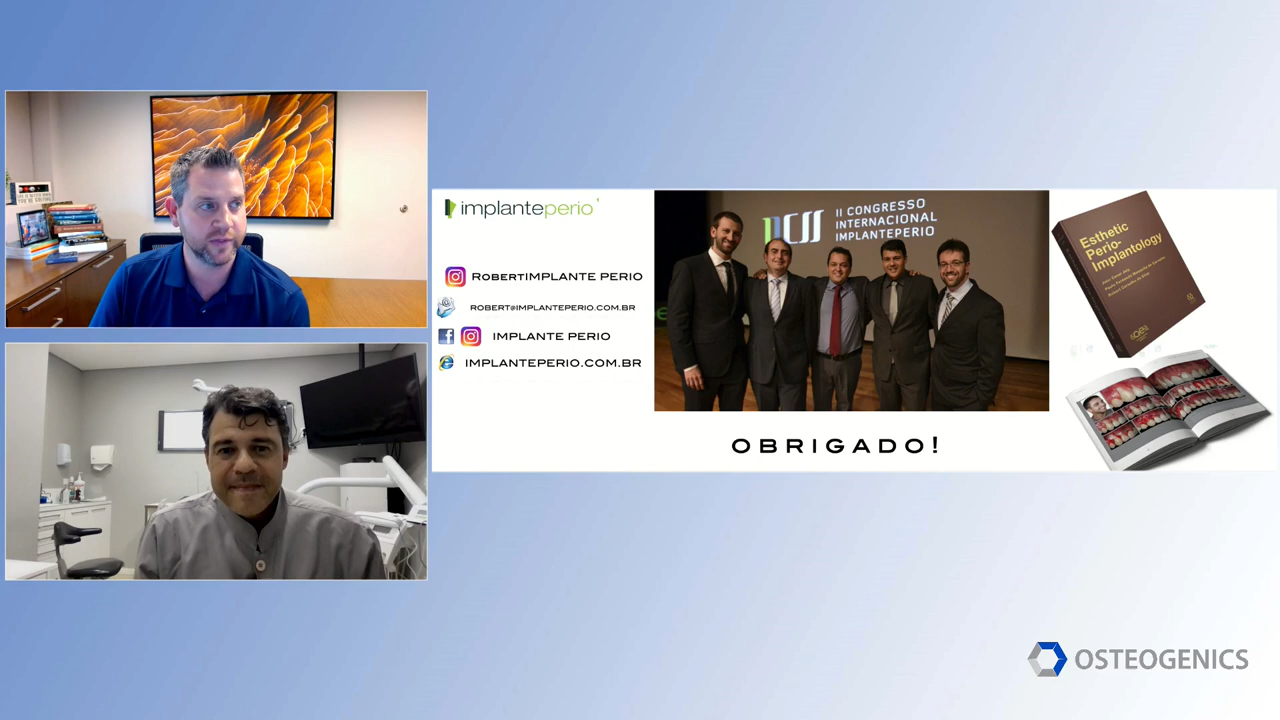 implanteperio
ROBERTIMPLANTE PERIO
ROBERT@IMPLANTEPERIO.COM.BR
IMPLANTE PERIO
IMPLANTEPERIO.COM.BR
II CONGRESSO
INTERNACIONAL
IMPLANTEPERIO
Esthetic
Perio-
Implantology
OBRIGADO!
OSTEOGENICS